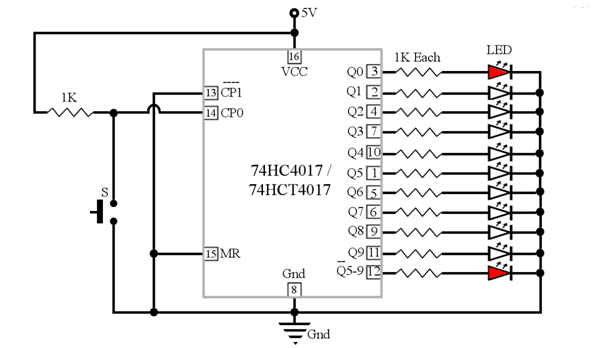 5V
16
VCC
1K Each
LED
1K
13 CP1
14 CP0
Q0 3
Q1 2
Q2 4
Q3 7
74HC4017 /
74HCT4017
Q4 10
Q5 1
Q6 5
Q7 6
Q8 9
Q9 11
Q5-9 12
S
15 MR
Gnd
8
Gnd